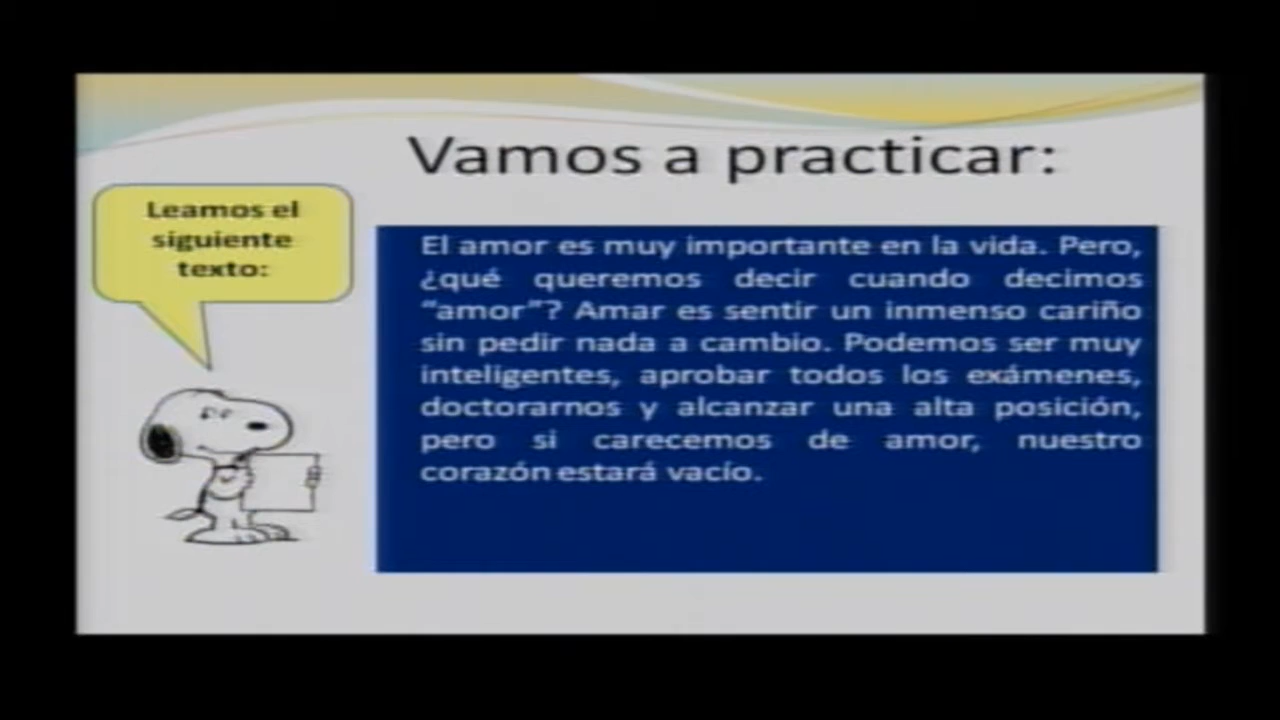 Vamos a practicar:
Leamos el
siguiente
texto:
El amor es muy importante en la vida. Pero,
¿qué queremos decir cuando decimos
“amor”? Amar es sentir un inmenso cariño
sin pedir nada a cambio. Podemos ser muy
inteligentes, aprobar todos los exámenes,
doctorarnos y alcanzar una alta posición,
pero si carecemos de amor, nuestro
corazón estará vacío.